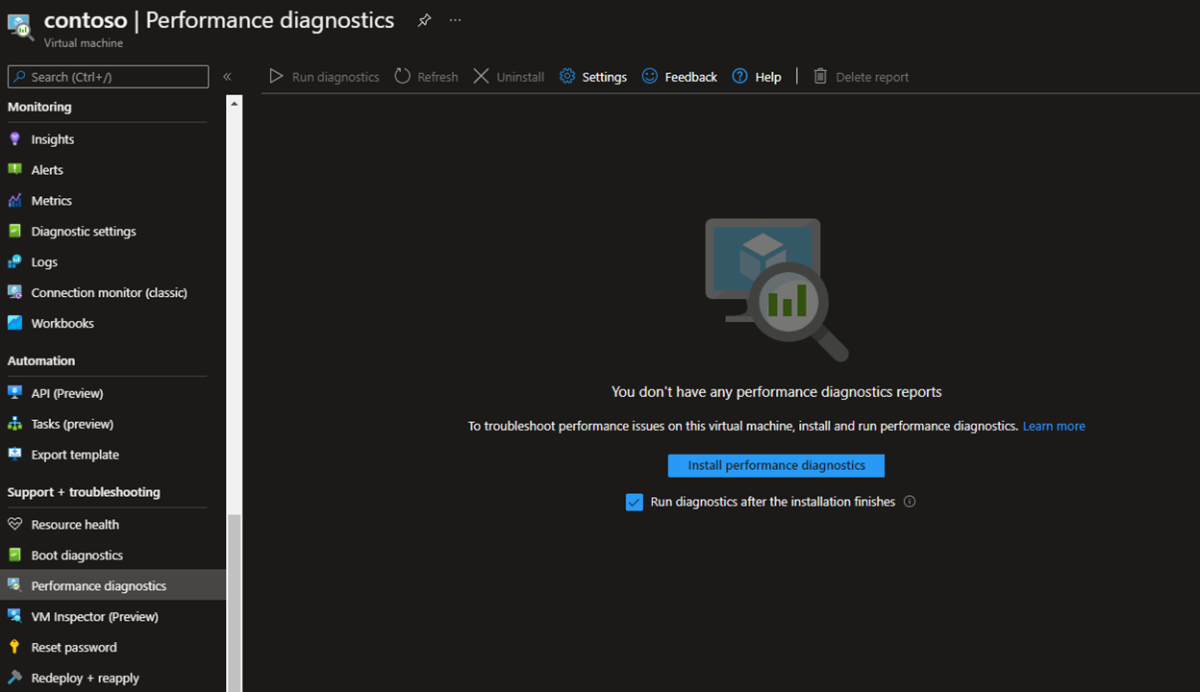 contoso | Performance diagnostics
Virtual machine
Search (Ctrl+/)
Run diagnostics Refresh Uninstall Settings Feedback Help Delete report
Monitoring
Insights
Alerts
Metrics
Diagnostic settings
Logs
Connection monitor (classic)
Workbooks
Automation
API (Preview)
Tasks (preview)
Export template
Support + troubleshooting
Resource health
Boot diagnostics
Performance diagnostics
VM Inspector (Preview)
Reset password
Redeploy + reapply
You don't have any performance diagnostics reports
To troubleshoot performance issues on this virtual machine, install and run performance diagnostics. Learn more
Install performance diagnostics
Run diagnostics after the installation finishes